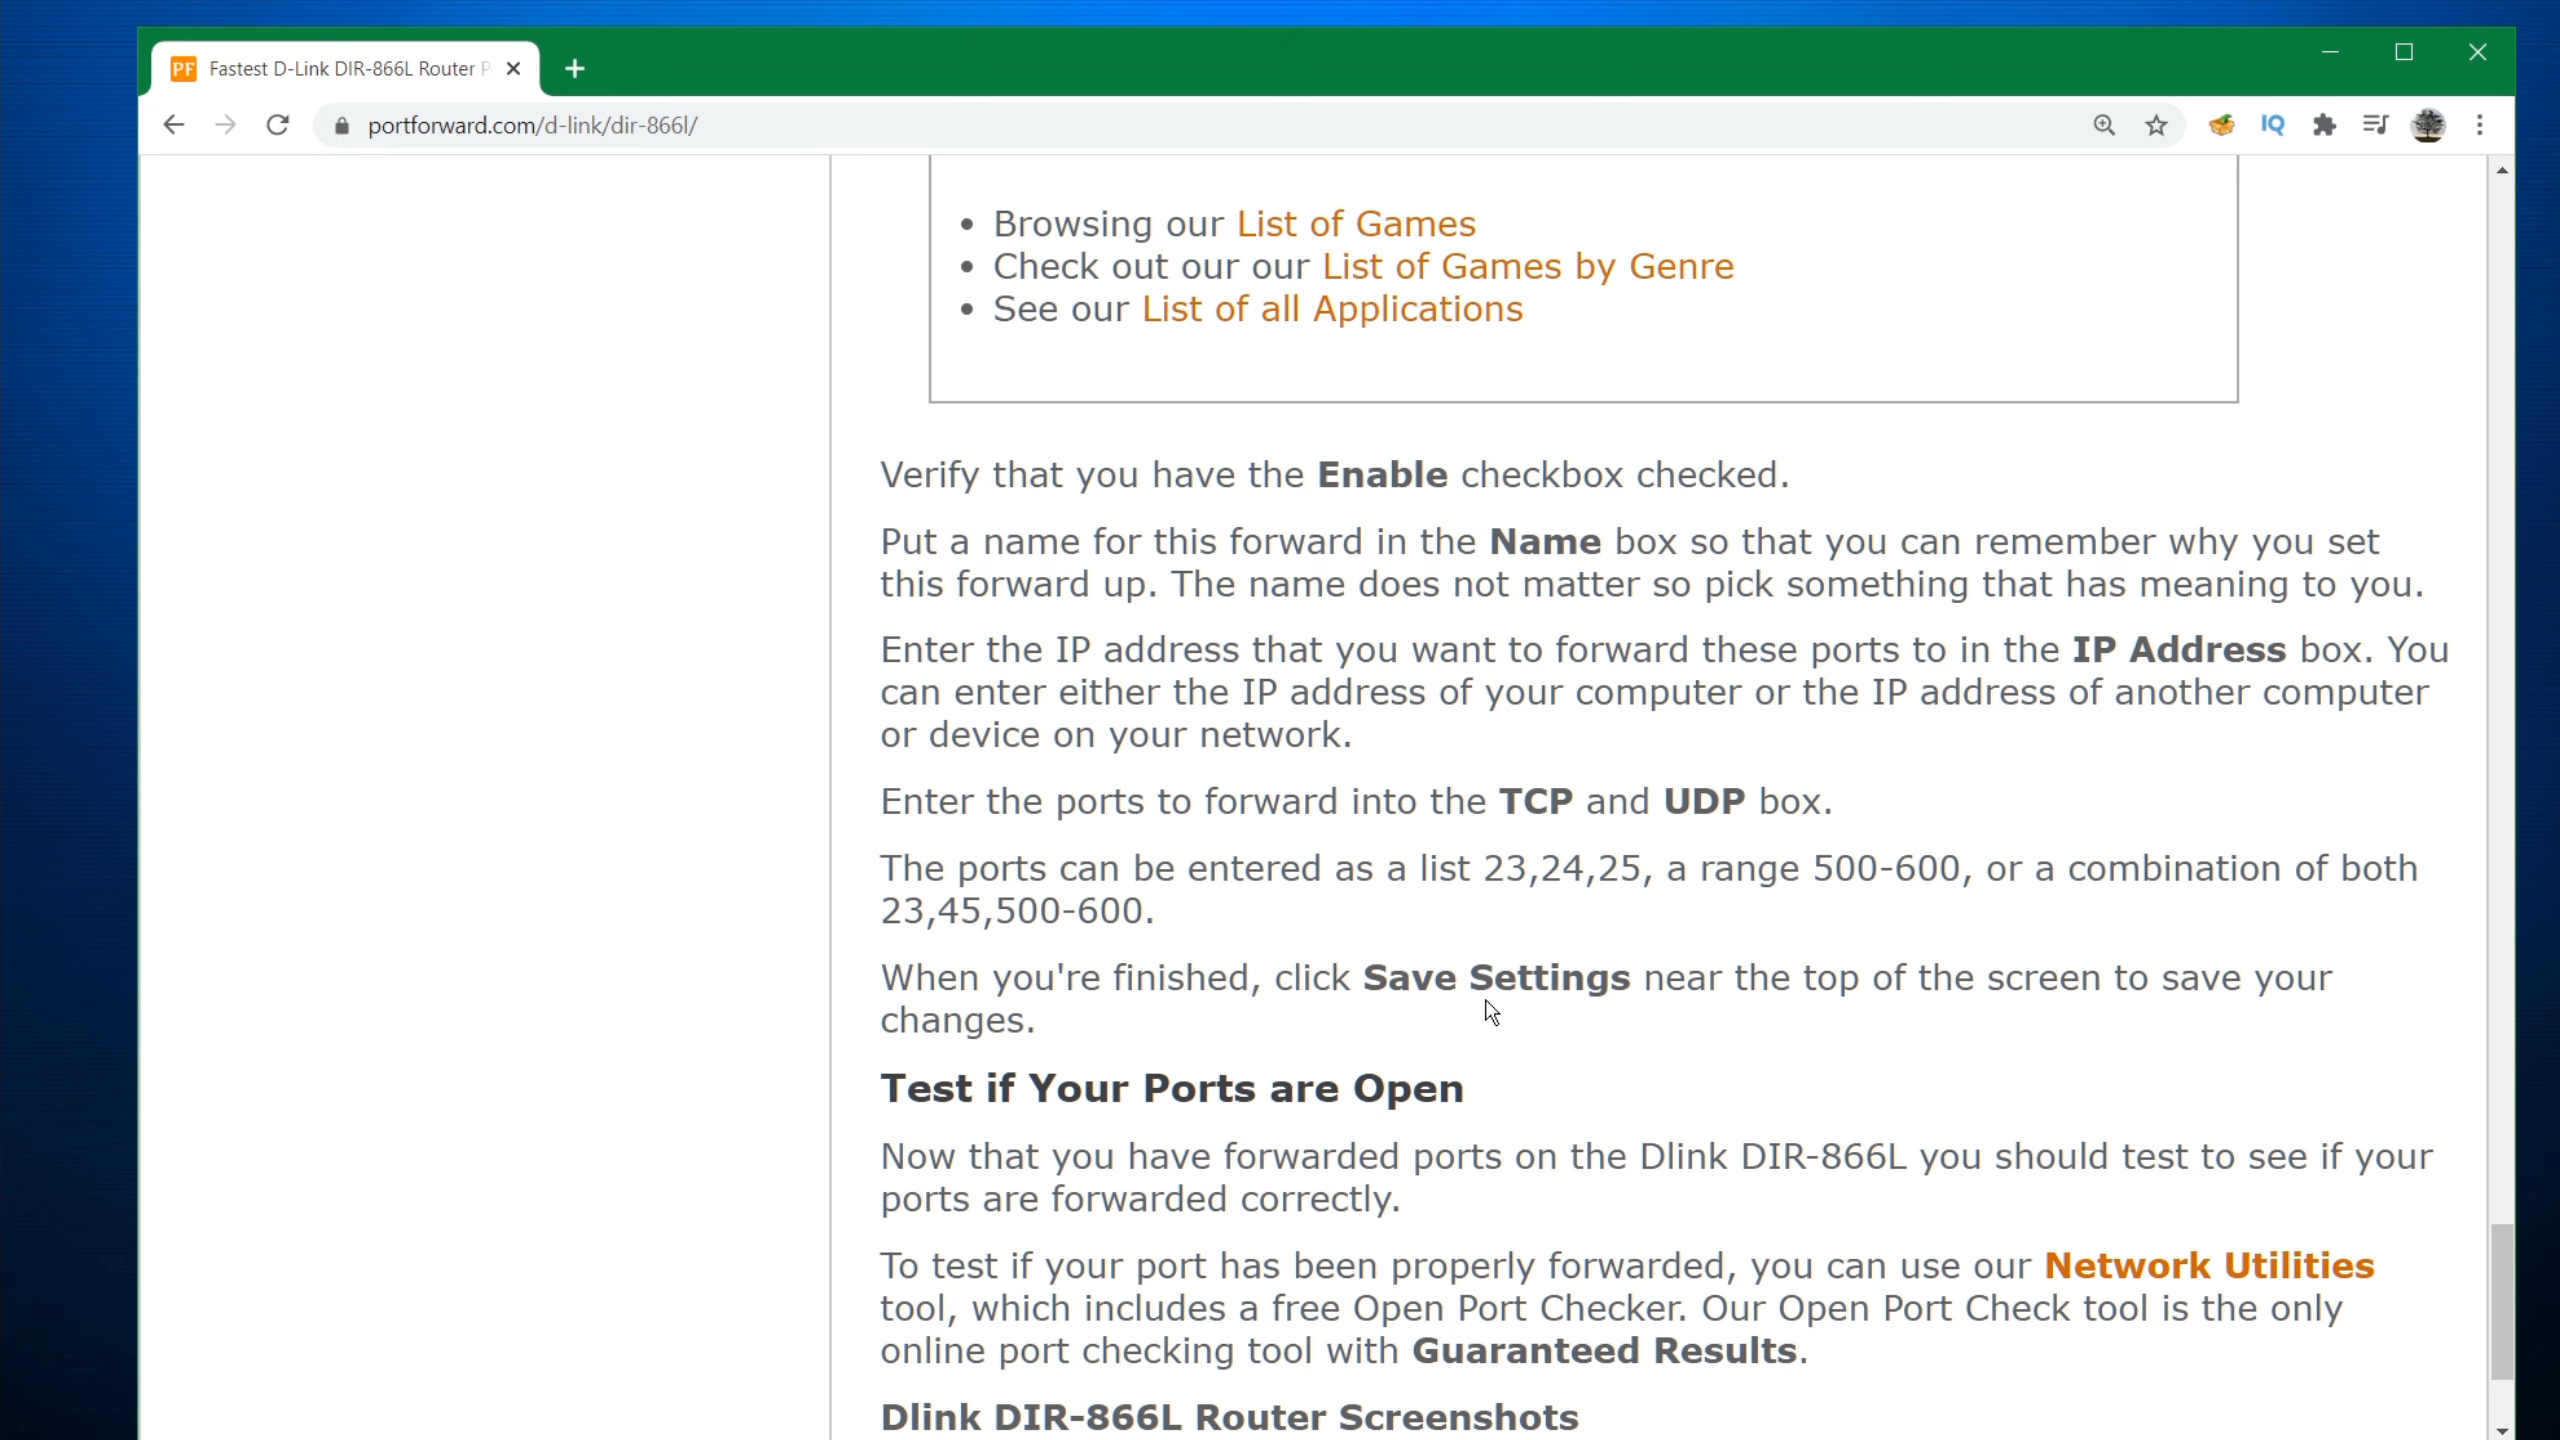 PF Fastest D-Link DIR-866L Router P
portforward.com/d-link/dir-866l/
IQ
• Browsing our List of Games
• Check out our our List of Games by Genre
• See our List of all Applications
Verify that you have the Enable checkbox checked.
Put a name for this forward in the Name box so that you can remember why you set
this forward up. The name does not matter so pick something that has meaning to you.
Enter the IP address that you want to forward these ports to in the IP Address box. You
can enter either the IP address of your computer or the IP address of another computer
or device on your network.
Enter the ports to forward into the TCP and UDP box.
The ports can be entered as a list 23,24,25, a range 500-600, or a combination of both
23,45,500-600.
When you're finished, click Save Settings near the top of the screen to save your
changes.
Test if Your Ports are Open
Now that you have forwarded ports on the Dlink DIR-866L you should test to see if your
ports are forwarded correctly.
To test if your port has been properly forwarded, you can use our Network Utilities
tool, which includes a free Open Port Checker. Our Open Port Check tool is the only
online port checking tool with Guaranteed Results.
Dlink DIR-866L Router Screenshots